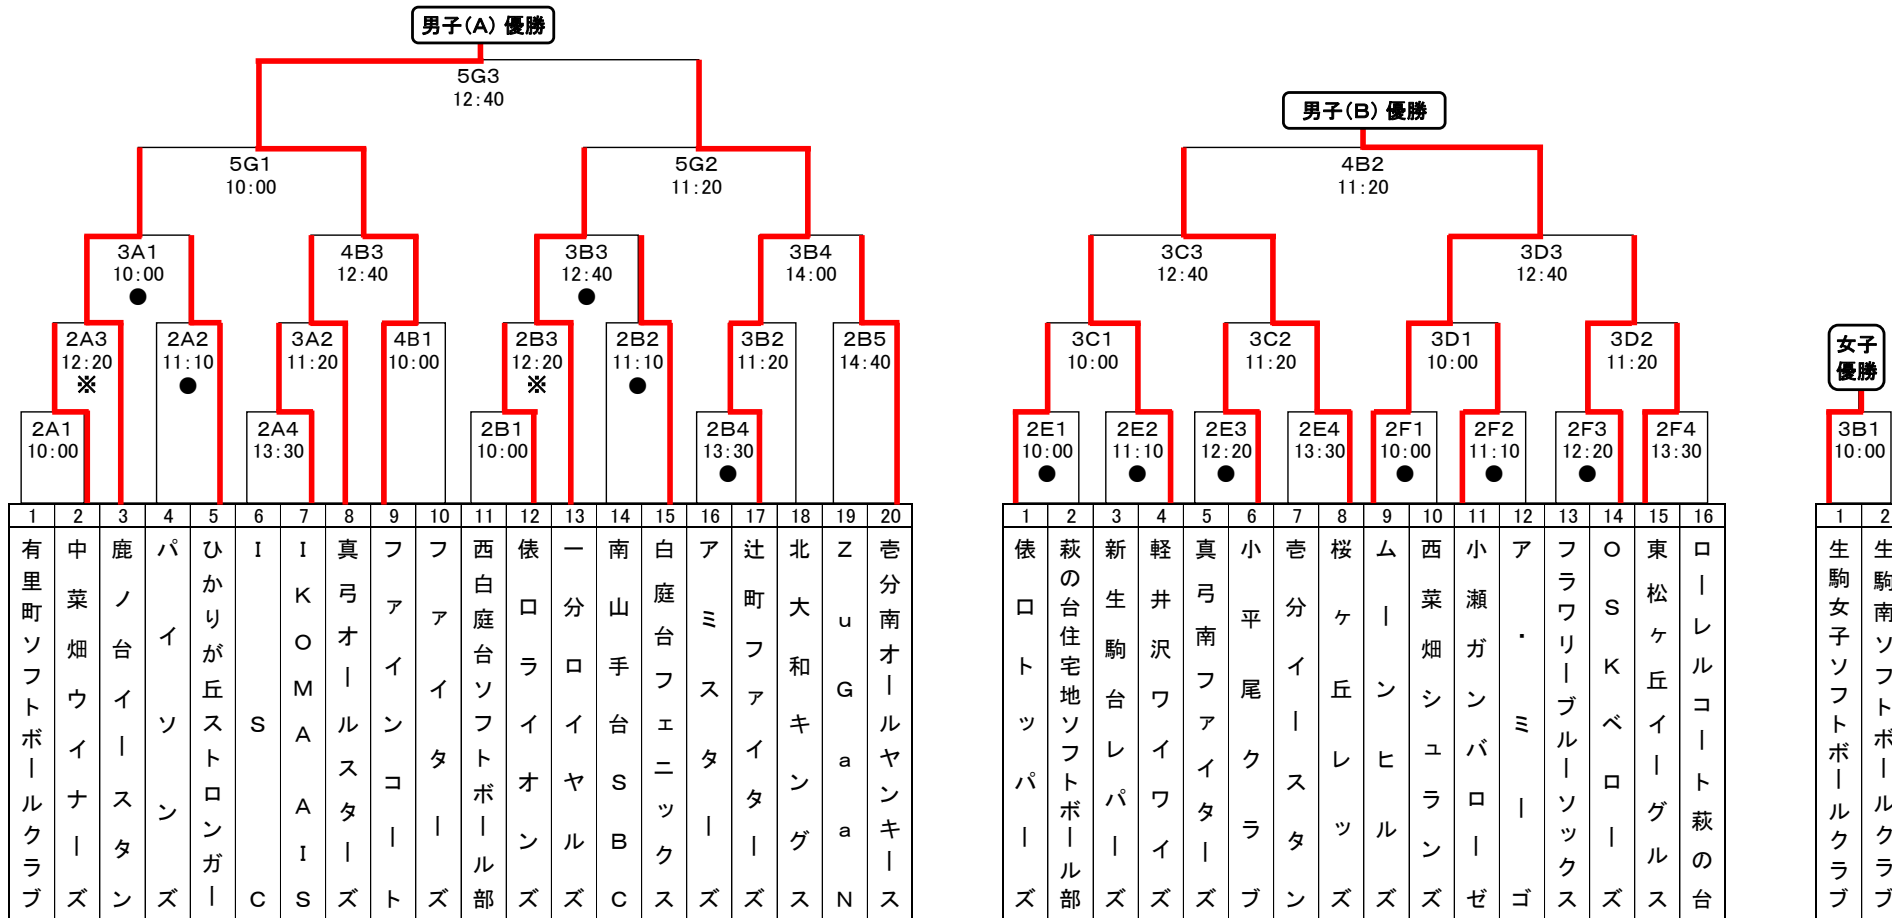 男子(A) 優勝
5G3
12:40
5G1
10:00
5G2
11:20
3A1
10:00
●
4B3
12:40
3B3
12:40
●
3B4
14:00
2A3
12:20
※
2A2
11:10
●
3A2
11:20
4B1
10:00
2B3
12:20
※
2B2
11:10
●
3B2
11:20
2B5
14:40
2A1
10:00
2A4
13:30
2B1
10:00
2B4
13:30
●
1 有里町ソフトボールクラブ
2 中菜畑ウイナーズ
3 鹿ノ台イースタン
4 パイソンズ
5 ひかりが丘ストロンガー
6 ISC
7 IKOMA AIS
8 真弓オールスターズ
9 ファインコート
10 ファイターズ
11 西白庭台ソフトボール部
12 俵口ライオンズ
13 一分ロイヤルズ
14 南山手台SBC
15 白庭台フェニックス
16 アミスターズ
17 辻町ファイターズ
18 北大和キングス
19 ZuGaaN
20 壱分南オールヤンキース
男子(B) 優勝
4B2
11:20
3C3
12:40
3D3
12:40
3C1
10:00
3C2
11:20
3D1
10:00
3D2
11:20
2E1
10:00
●
2E2
11:10
●
2E3
12:20
●
2E4
13:30
2F1
10:00
●
2F2
11:10
●
2F3
12:20
●
2F4
13:30
1 俵口トッパーズ
2 萩の台住宅地ソフトボール部
3 新生駒台レパーズ
4 軽井沢ワイワイズ
5 真弓南ファイターズ
6 小平尾クラブ
7 壱分イースタン
8 桜ヶ丘レッズ
9 ムーンヒルズ
10 西菜畑シュランズ
11 小瀬ガンバローゼ
12 ア・ミーゴ
13 フラワリーブルーソックス
14 OSKベローズ
15 東松ヶ丘イーグルス
16 ローレルコート萩の台
女子
優勝
3B1
10:00
1 生駒女子ソフトボールクラブ
2 生駒南ソフトボールクラブ